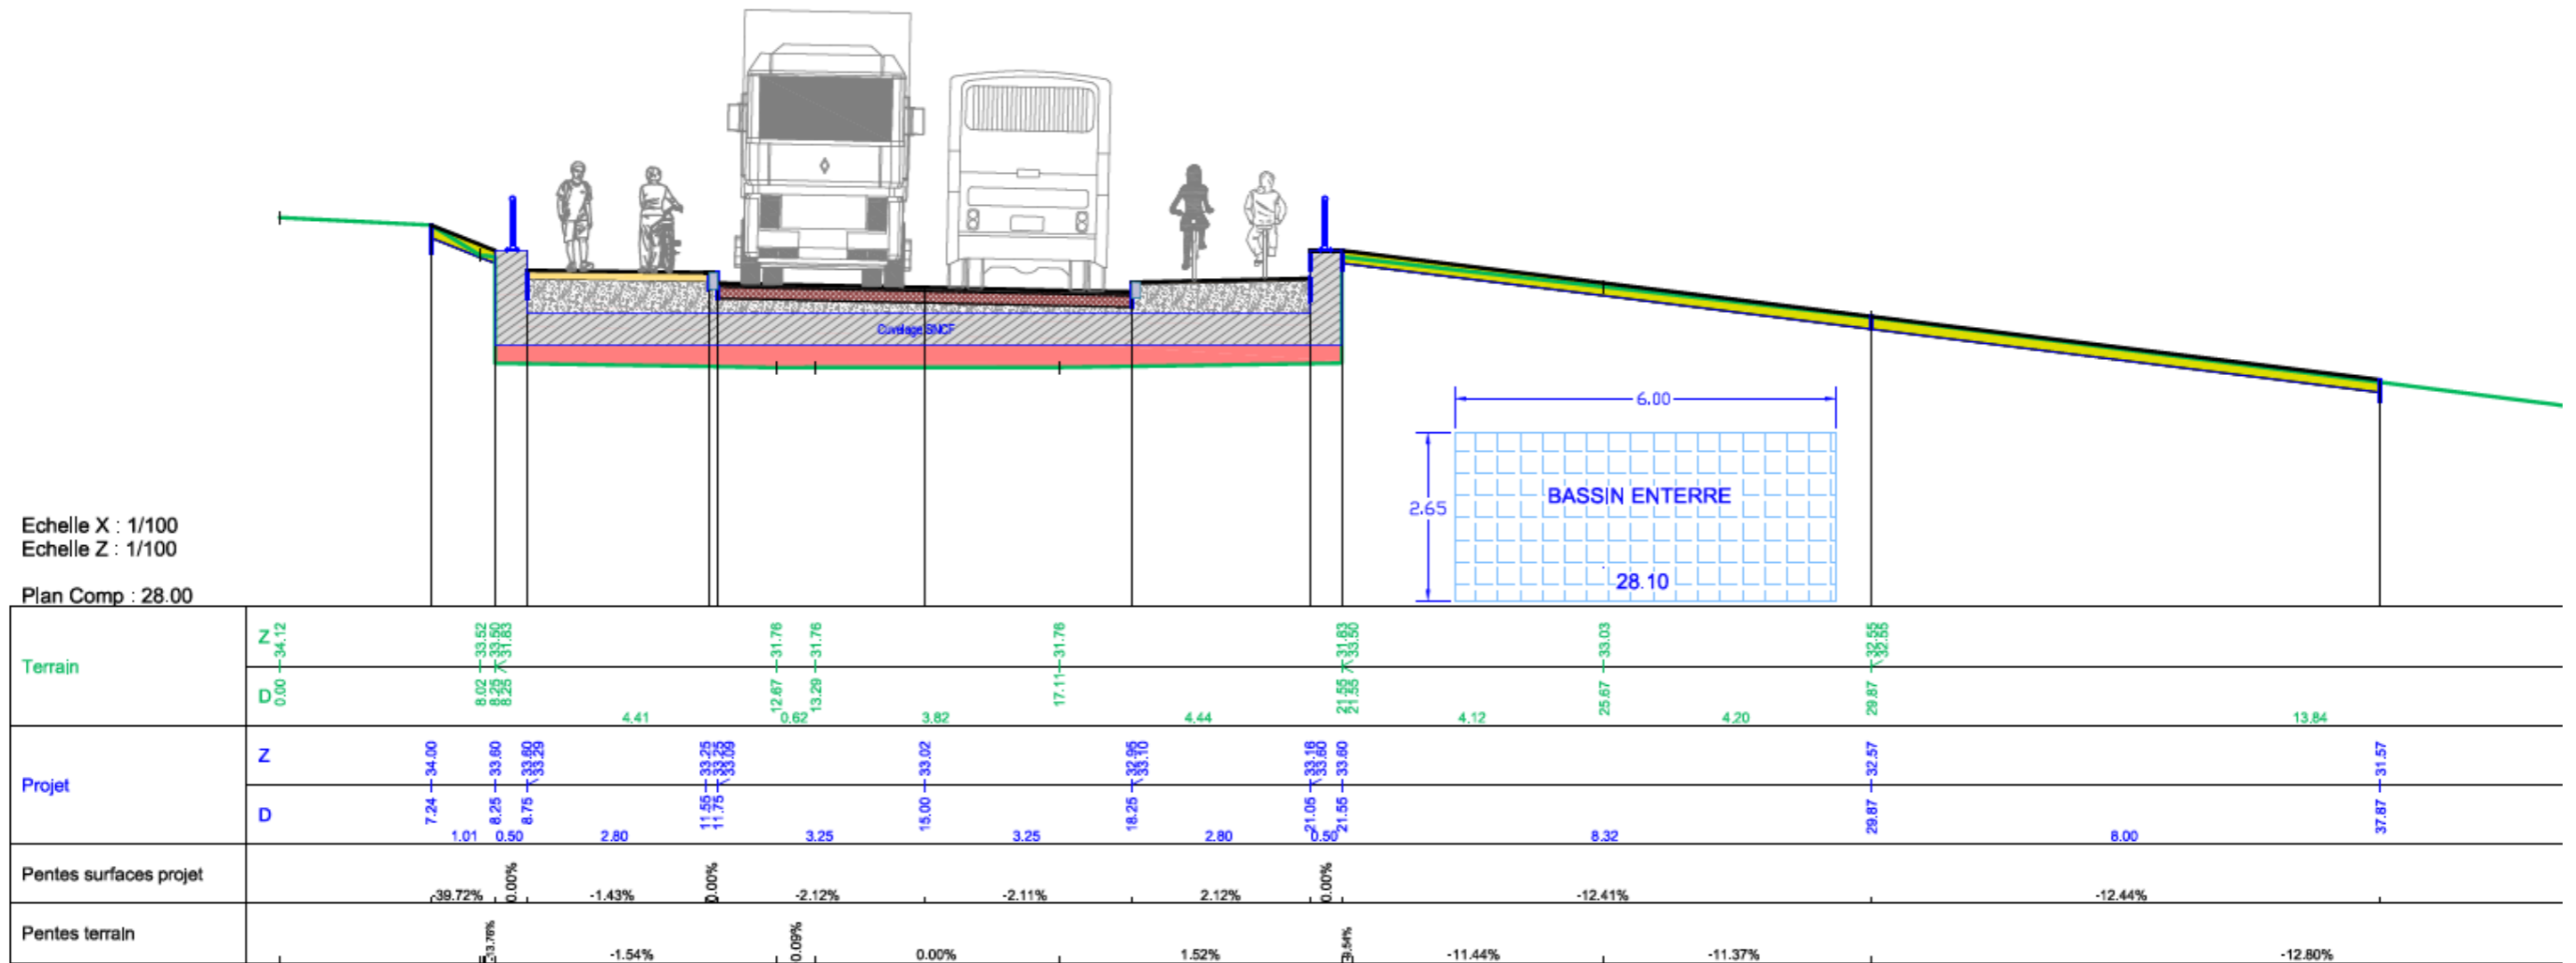 Cuvelage SNCF
6.00
2.65
BASSIN ENTERRE
28.10
Echelle X : 1/100
Echelle Z : 1/100
Plan Comp : 28.00
Terrain
Z 34.12 33.52 33.50 31.83 31.76 31.76 31.76 31.83 33.50 33.03 32.55 32.55
D 0.00 8.02 8.25 8.25 12.67 13.29 17.11 21.55 21.55 25.67 29.87
4.41 0.62 3.82 4.44 4.12 4.20 13.84
Projet
Z 34.00 33.60 33.60 33.29 33.25 33.25 33.09 33.02 32.95 33.10 33.16 33.60 33.60 32.57 31.57
D 7.24 8.25 8.75 11.55 11.75 15.00 18.25 21.05 21.55 29.87 37.87
1.01 0.50 2.80 3.25 3.25 2.80 0.50 8.32 8.00
Pentes surfaces projet
-39.72% 0.00% -1.43% 0.00% -2.12% -2.11% 2.12% 0.00% -12.41% -12.44%
Pentes terrain
-1.54% 0.09% 0.00% 1.52% -11.44% -11.37% -12.80%